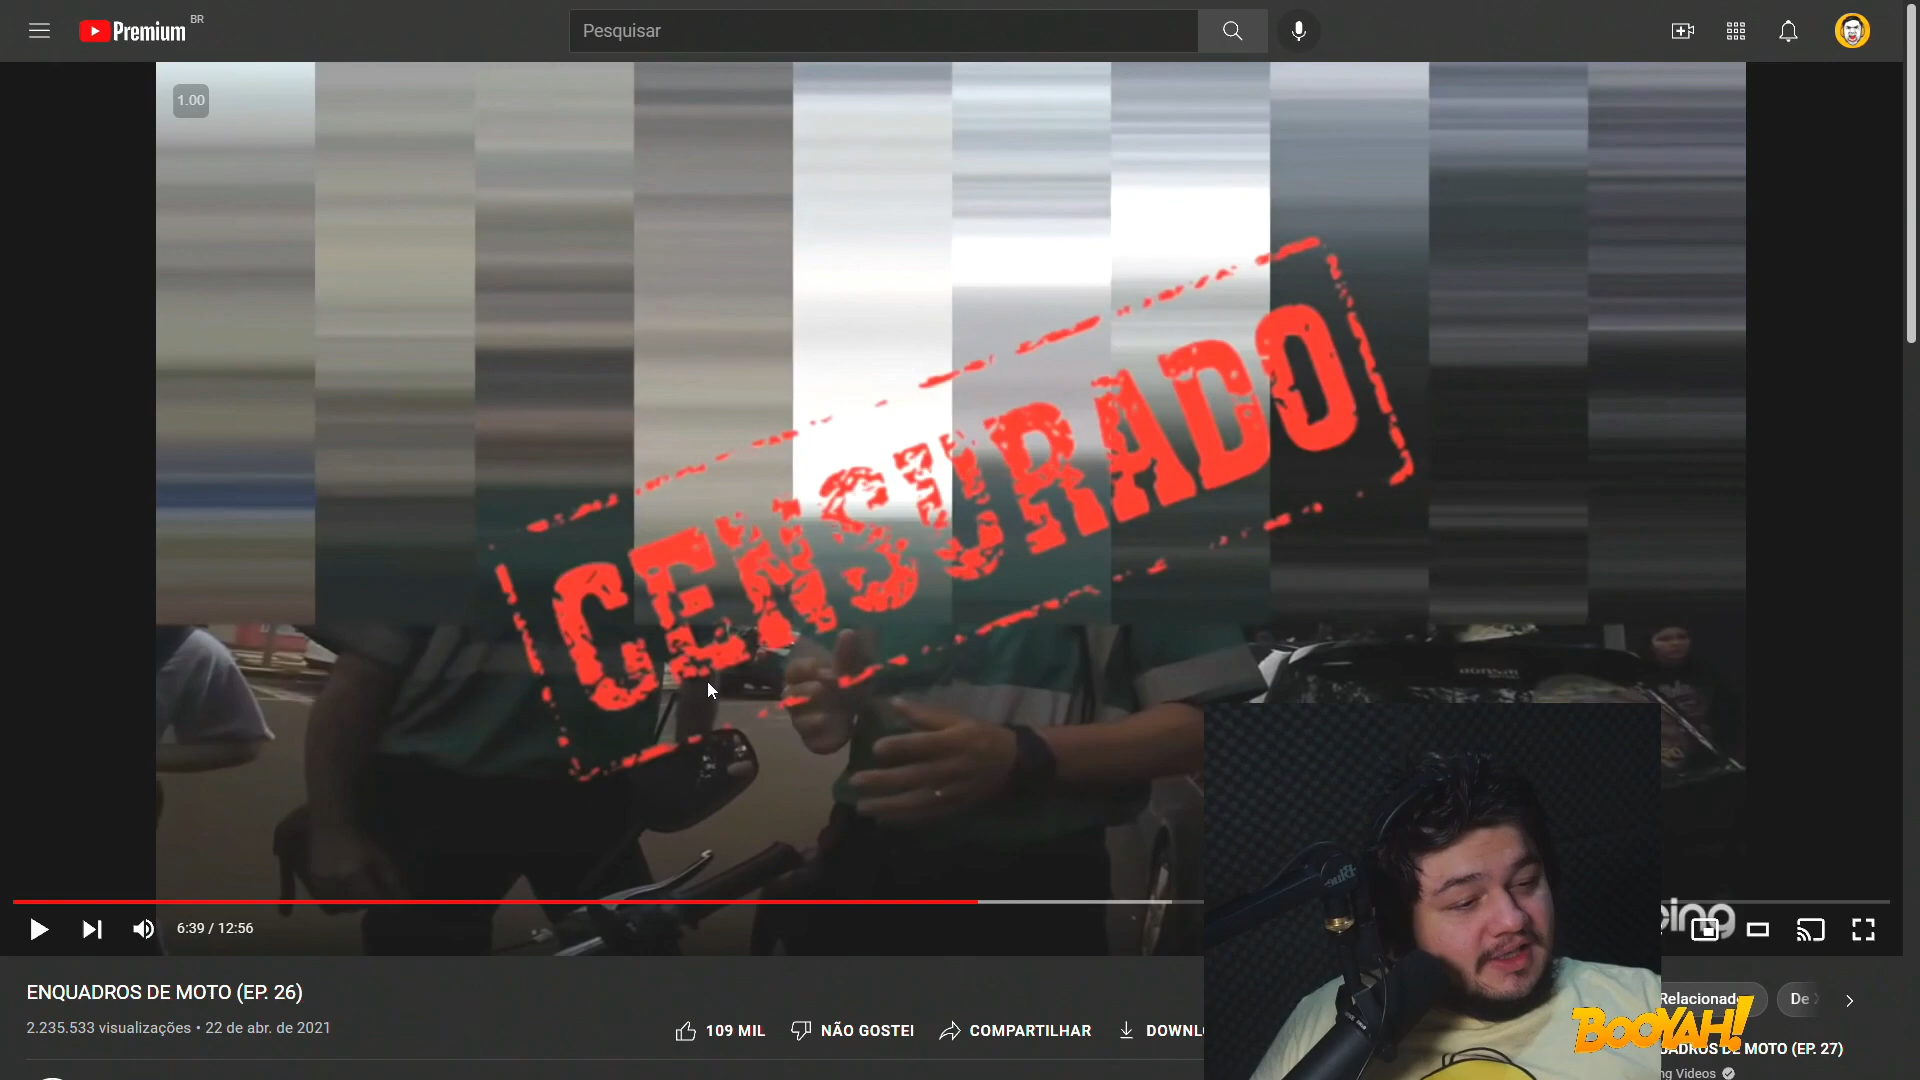 Premium BR
Pesquisar
1.00
CENSURADO
6:39 / 12:56
ENQUADROS DE MOTO (EP. 26)
2.235.533 visualizações • 22 de abr. de 2021
109 MIL
NÃO GOSTEI
COMPARTILHAR
BOOYAH!
MOTO (EP. 27)
Videos